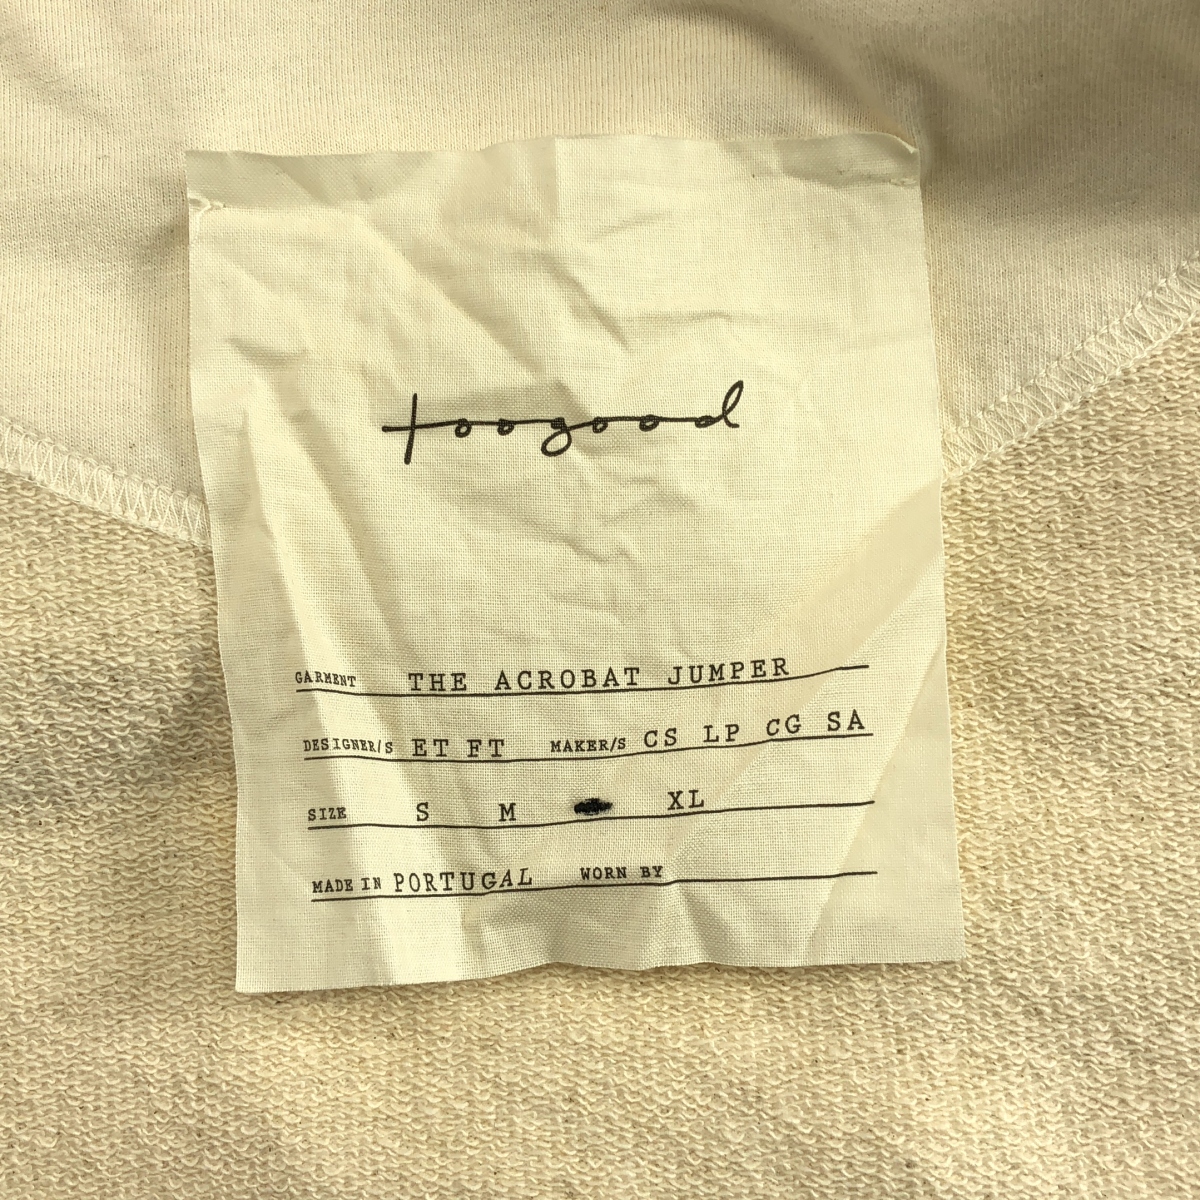 toogood
GARMENT THE ACROBAT JUMPER
DESIGNER/S ET FT MAKER/S CS LP CG SA
SIZE S M XL
MADE IN PORTUGAL WORN BY